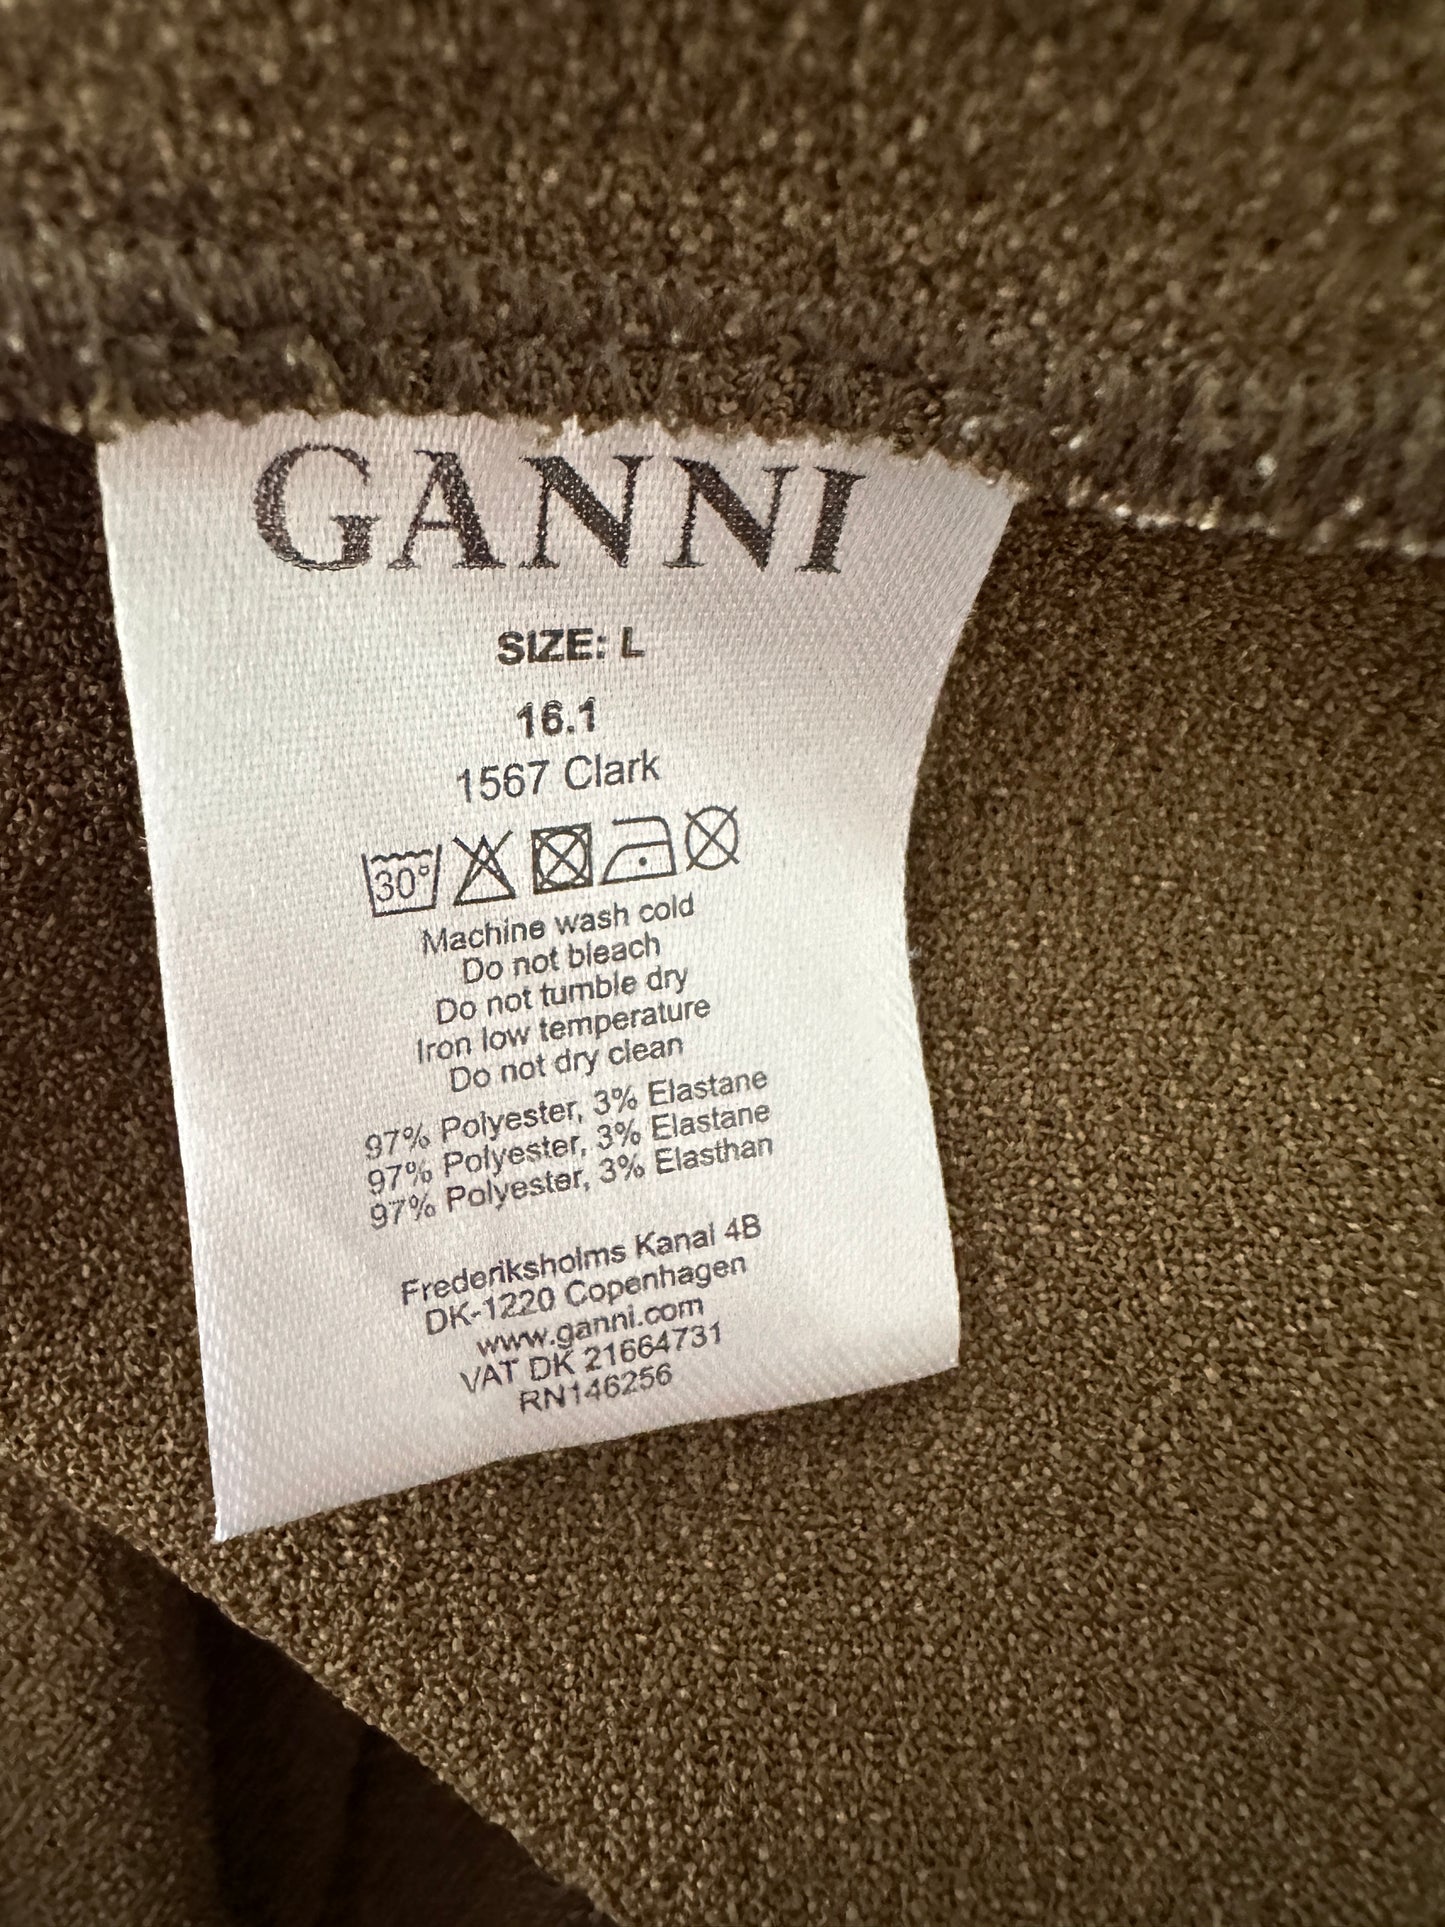 GANNI
SIZE: L
16.1
1567 Clark
30°
Machine wash cold
Do not bleach
Do not tumble dry
Iron low temperature
Do not dry clean
97% Polyester, 3% Elastane
97% Polyester, 3% Elastane
97% Polyester, 3% Elasthan
Frederiksholms Kanal 4B
DK-1220 Copenhagen
www.ganni.com
VAT DK 21664731
RN146256